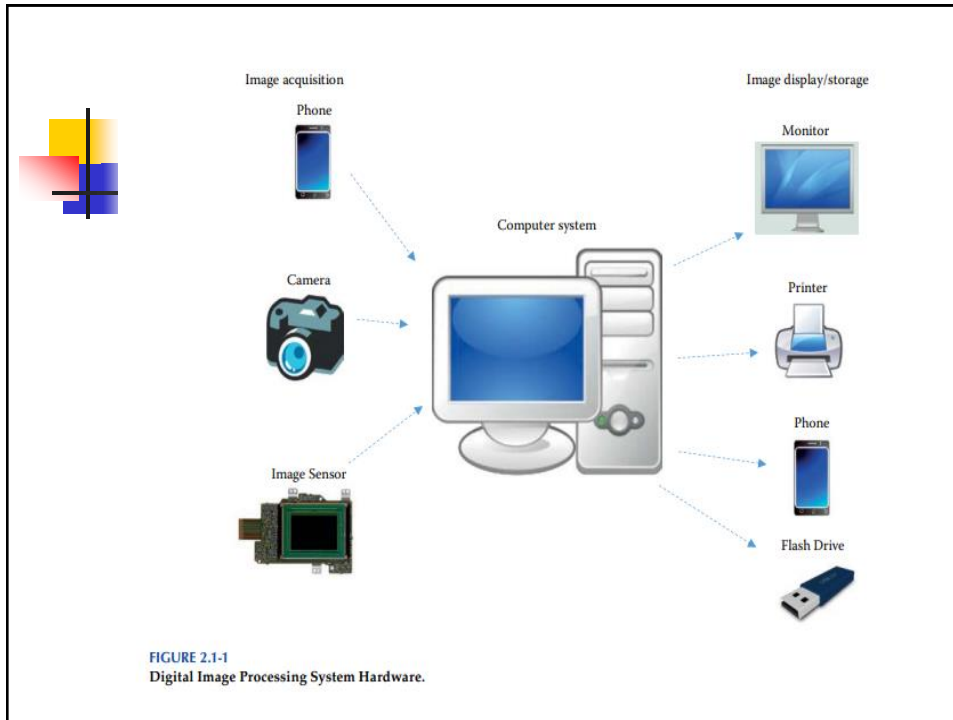 Image acquisition
Image display/storage
Phone
Monitor
Computer system
Camera
Printer
Phone
Image Sensor
Flash Drive
FIGURE 2.1-1
Digital Image Processing System Hardware.